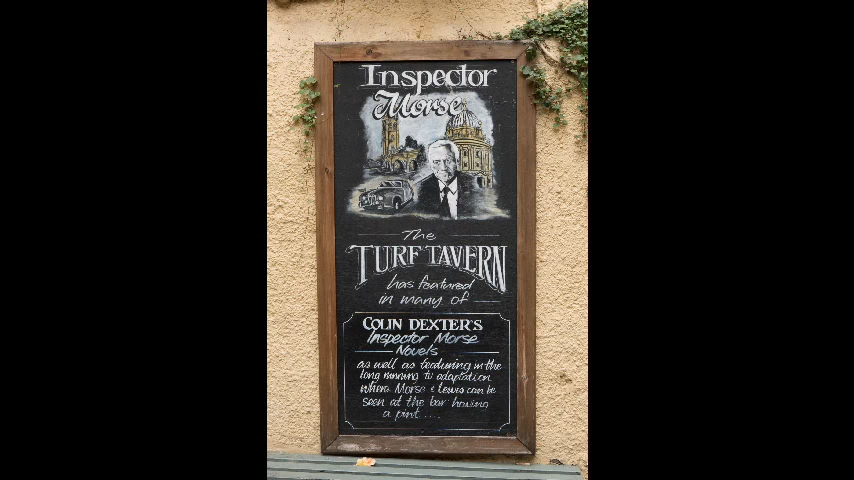 Inspector
Morse
The
TURF TAVERN
has featured
in many of
COLIN DEXTER'S
Inspector Morse
Novels
as well as featuring in the
long running tv adaptation
where Morse & Lewis can be
seen at the bar having
a pint....